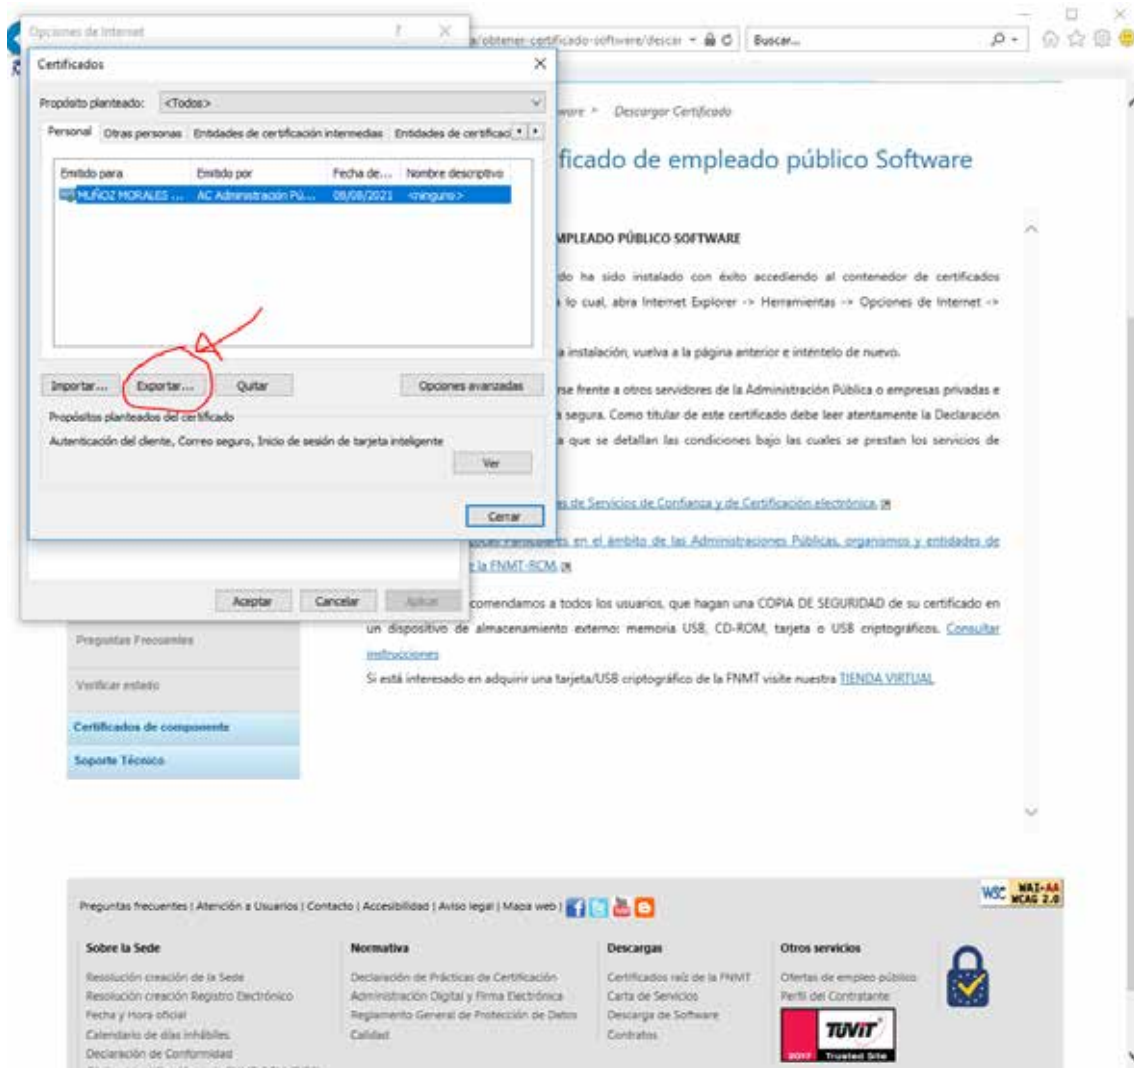 Opciones de Internet
?
a/obtener-certificado-software/descar
Buscar...
Certificados
Propósito planteado: <Todos>
Personal Otras personas Entidades de certificación intermedias Entidades de certificac
Emitido para Emitido por Fecha de... Nombre descriptivo
MUÑOZ MORALES ... AC Administración Pú... 08/08/2021 <ninguno>
Importar... Exportar... Quitar Opciones avanzadas
Propósitos planteados del certificado
Autenticación del cliente, Correo seguro, Inicio de sesión de tarjeta inteligente
Ver
Cerrar
Aceptar Cancelar Aplicar
ware > Descargar Certificado
ficado de empleado público Software
MPLEADO PÚBLICO SOFTWARE
do ha sido instalado con éxito accediendo al contenedor de certificados
lo cual, abra Internet Explorer -> Herramientas -> Opciones de Internet ->
a instalación, vuelva a la página anterior e inténtelo de nuevo.
rse frente a otros servidores de la Administración Pública o empresas privadas e
a segura. Como titular de este certificado debe leer atentamente la Declaración
a que se detallan las condiciones bajo las cuales se prestan los servicios de
as de Servicios de Confianza y de Certificación electrónica.
en el ámbito de las Administraciones Públicas, organismos y entidades de
e la FNMT-RCM.
comendamos a todos los usuarios, que hagan una COPIA DE SEGURIDAD de su certificado en
un dispositivo de almacenamiento externo: memoria USB, CD-ROM, tarjeta o USB criptográficos. Consultar
instrucciones
Si está interesado en adquirir una tarjeta/USB criptográfico de la FNMT visite nuestra TIENDA VIRTUAL
Preguntas Frecuentes
Verificar estado
Certificados de componente
Soporte Técnico
Preguntas frecuentes | Atención a Usuarios | Contacto | Accesibilidad | Aviso legal | Mapa web |
W3C WAI-AA
WCAG 2.0
Sobre la Sede
Resolución creación de la Sede
Resolución creación Registro Electrónico
Fecha y Hora oficial
Calendario de días inhábiles
Declaración de Conformidad
Normativa
Declaración de Prácticas de Certificación
Administración Digital y Firma Electrónica
Reglamento General de Protección de Datos
Calidad
Descargas
Certificados raíz de la FNMT
Carta de Servicios
Descarga de Software
Contratos
Otros servicios
Ofertas de empleo público
Perfil del Contratante
TÜViT
2017 Trusted Site